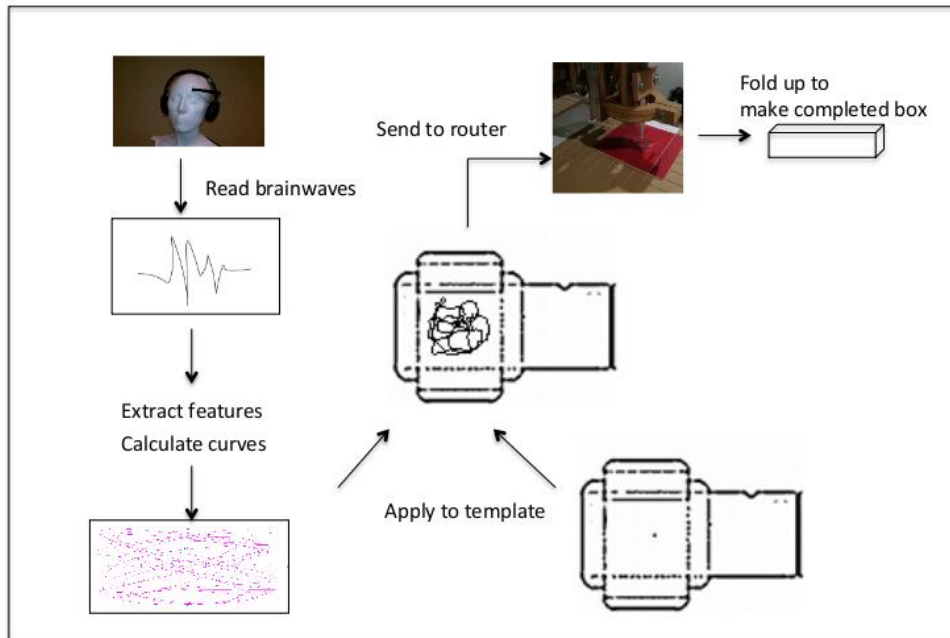 Read brainwaves
Extract features
Calculate curves
Apply to template
Send to router
Fold up to
make completed box